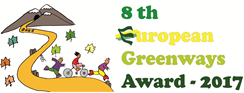 8 th
European
Greenways
Award - 2017